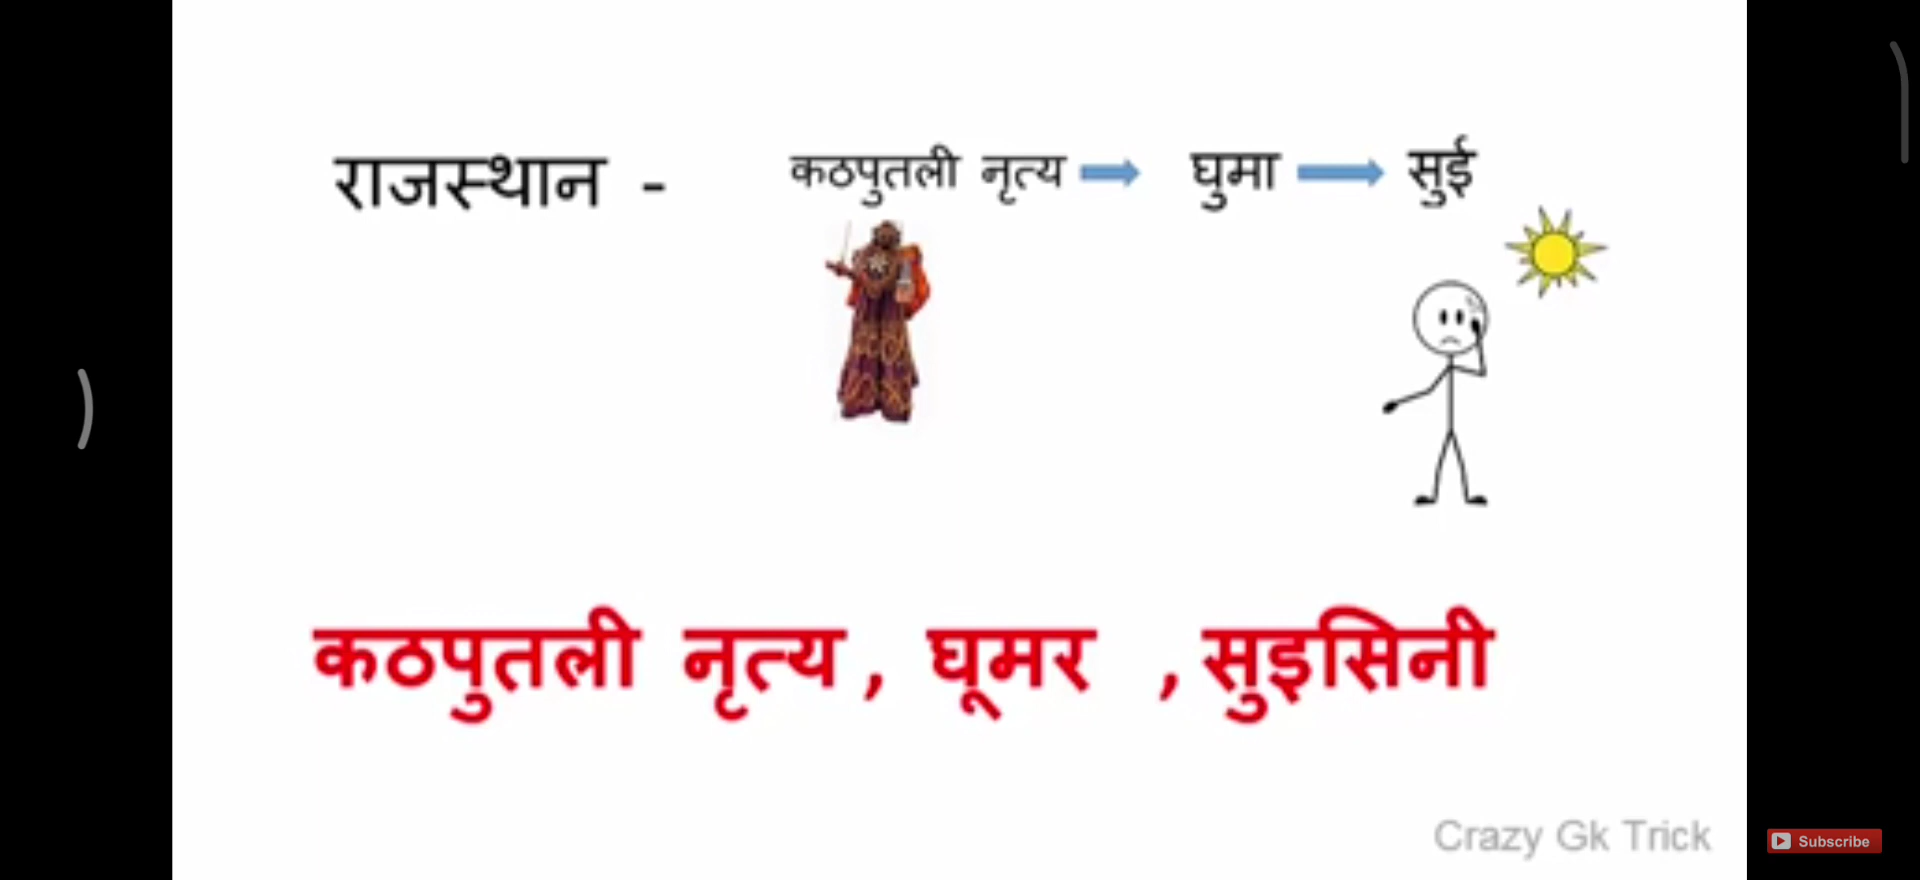 राजस्थान - कठपुतली नृत्य घुमा सुई
कठपुतली नृत्य , घूमर , सुइसिनी
Crazy Gk Trick
Subscribe